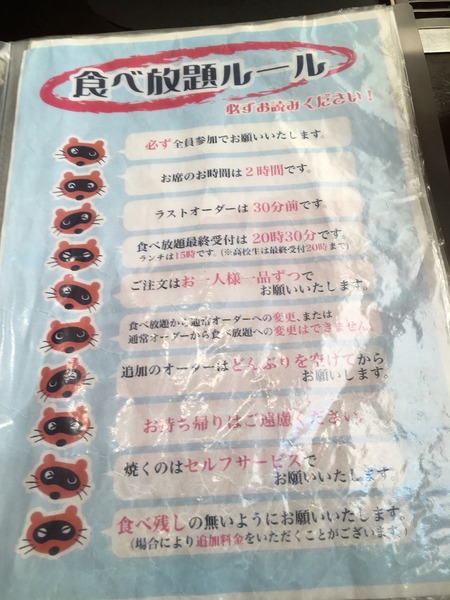 食べ放題ルール
必ずお読みください！
必ず全員参加でお願いいたします。
お席のお時間は２時間です。
ラストオーダーは30分前です。
食べ放題最終受付は20時30分です。
ランチは15時です。(※高校生は最終受付20時まで)
ご注文はお一人様一品ずつで
お願いいたします。
食べ放題から通常オーダーへの変更、または
通常オーダーから食べ放題への変更はできません。
追加のオーダーはどんぶりを空けてから
お願いします。
お持ち帰りはご遠慮ください。
焼くのはセルフサービスで
お願いいたします。
食べ残しの無いようにお願いいたします。
(場合により追加料金をいただくことがございます)